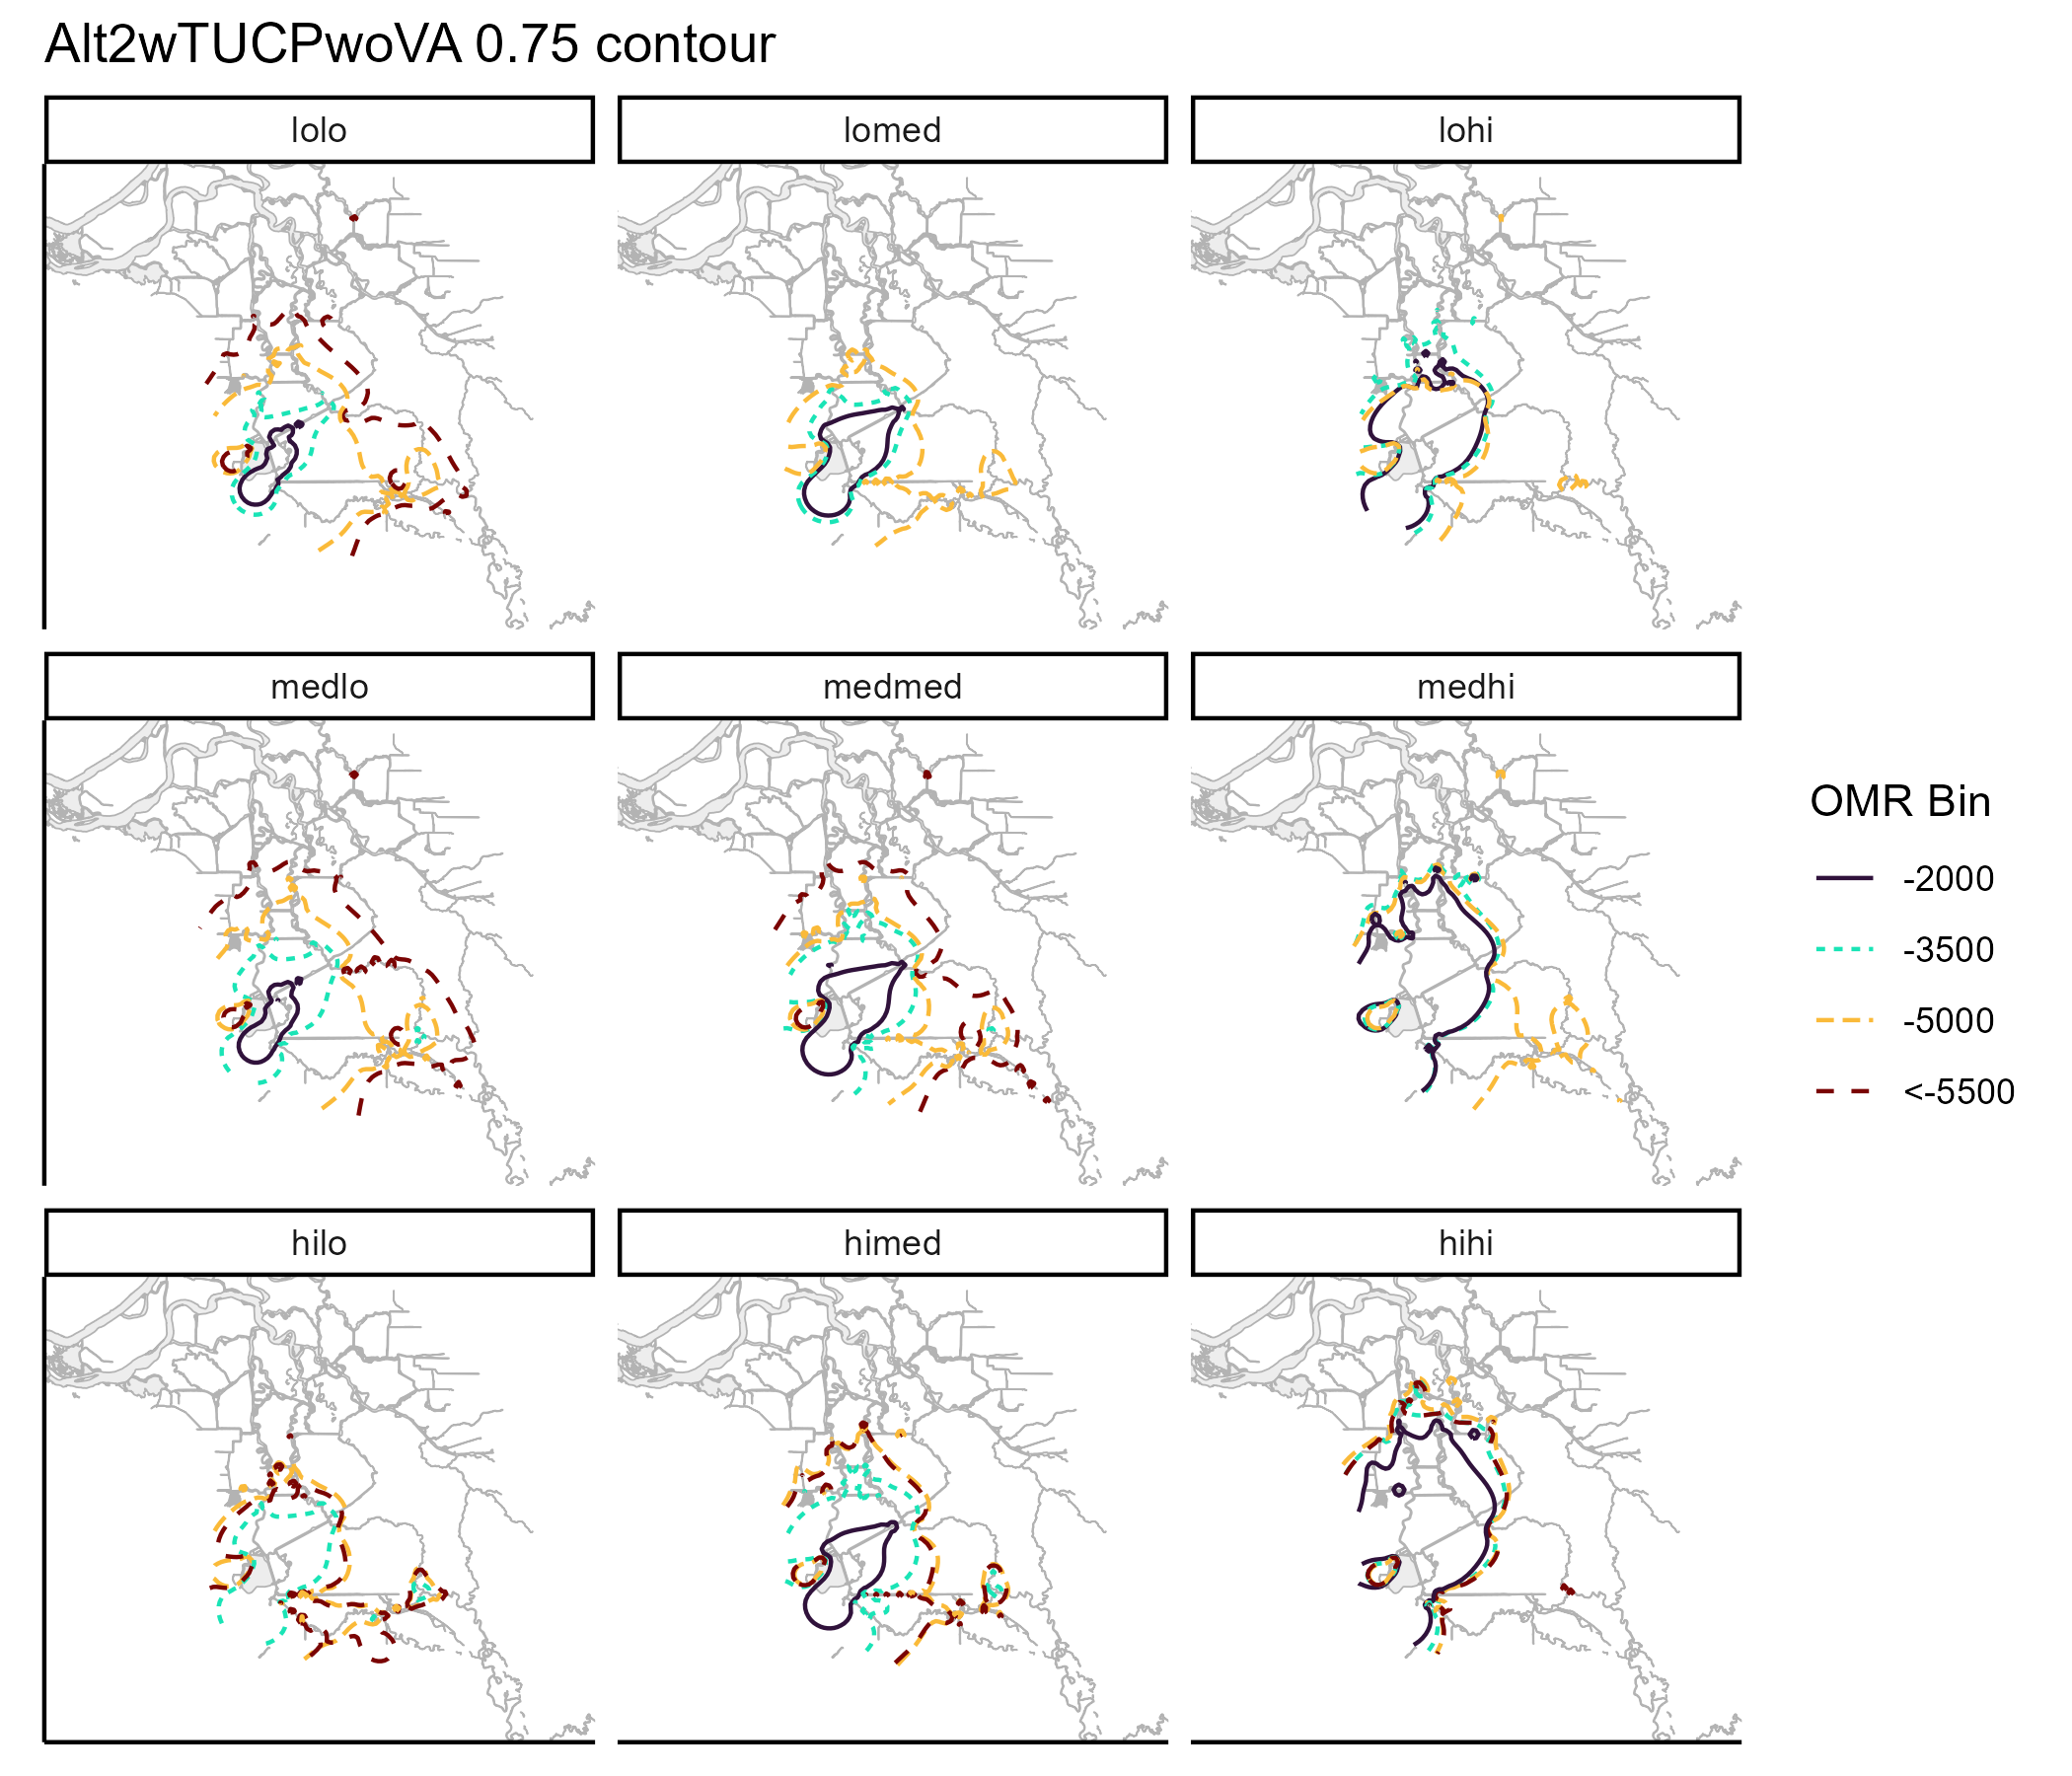 Alt2wTUCPwoVA 0.75 contour
lolo
lomed
lohi
medlo
medmed
medhi
OMR Bin
-2000
-3500
-5000
<-5500
hilo
himed
hihi